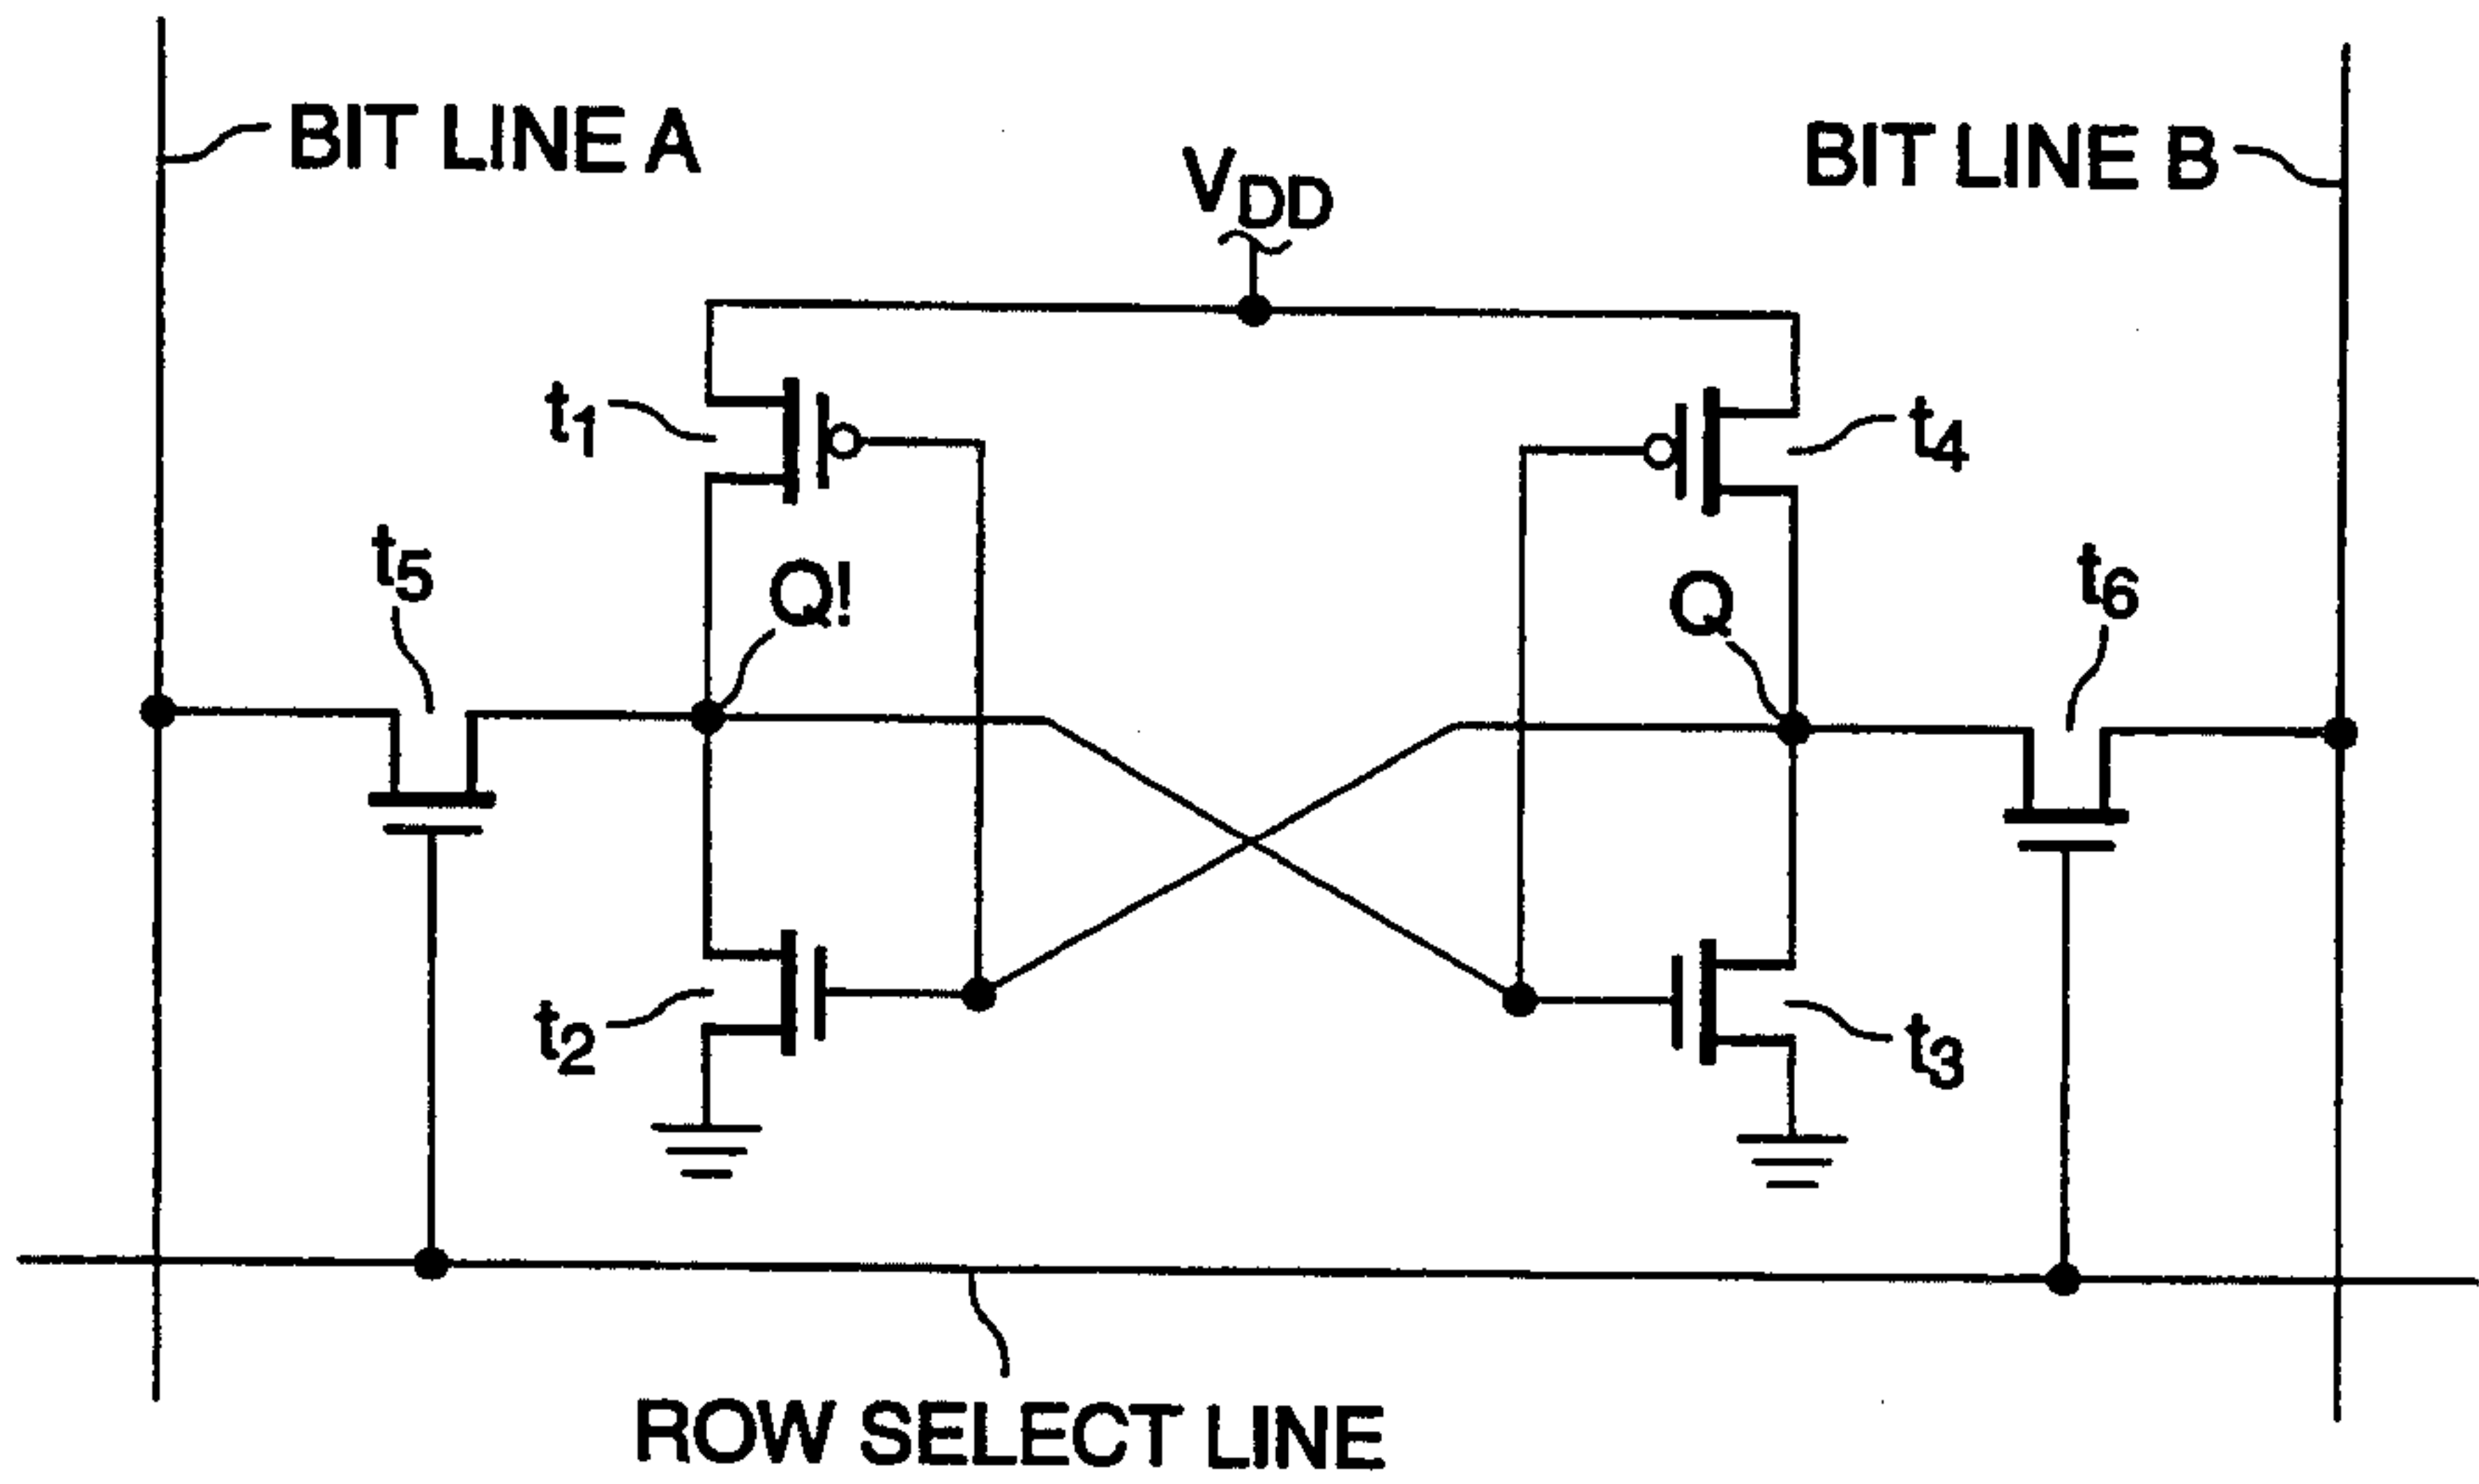 BIT LINE A
BIT LINE B
VDD
t1
t4
t5
Q!
Q
t6
t2
t3
ROW SELECT LINE